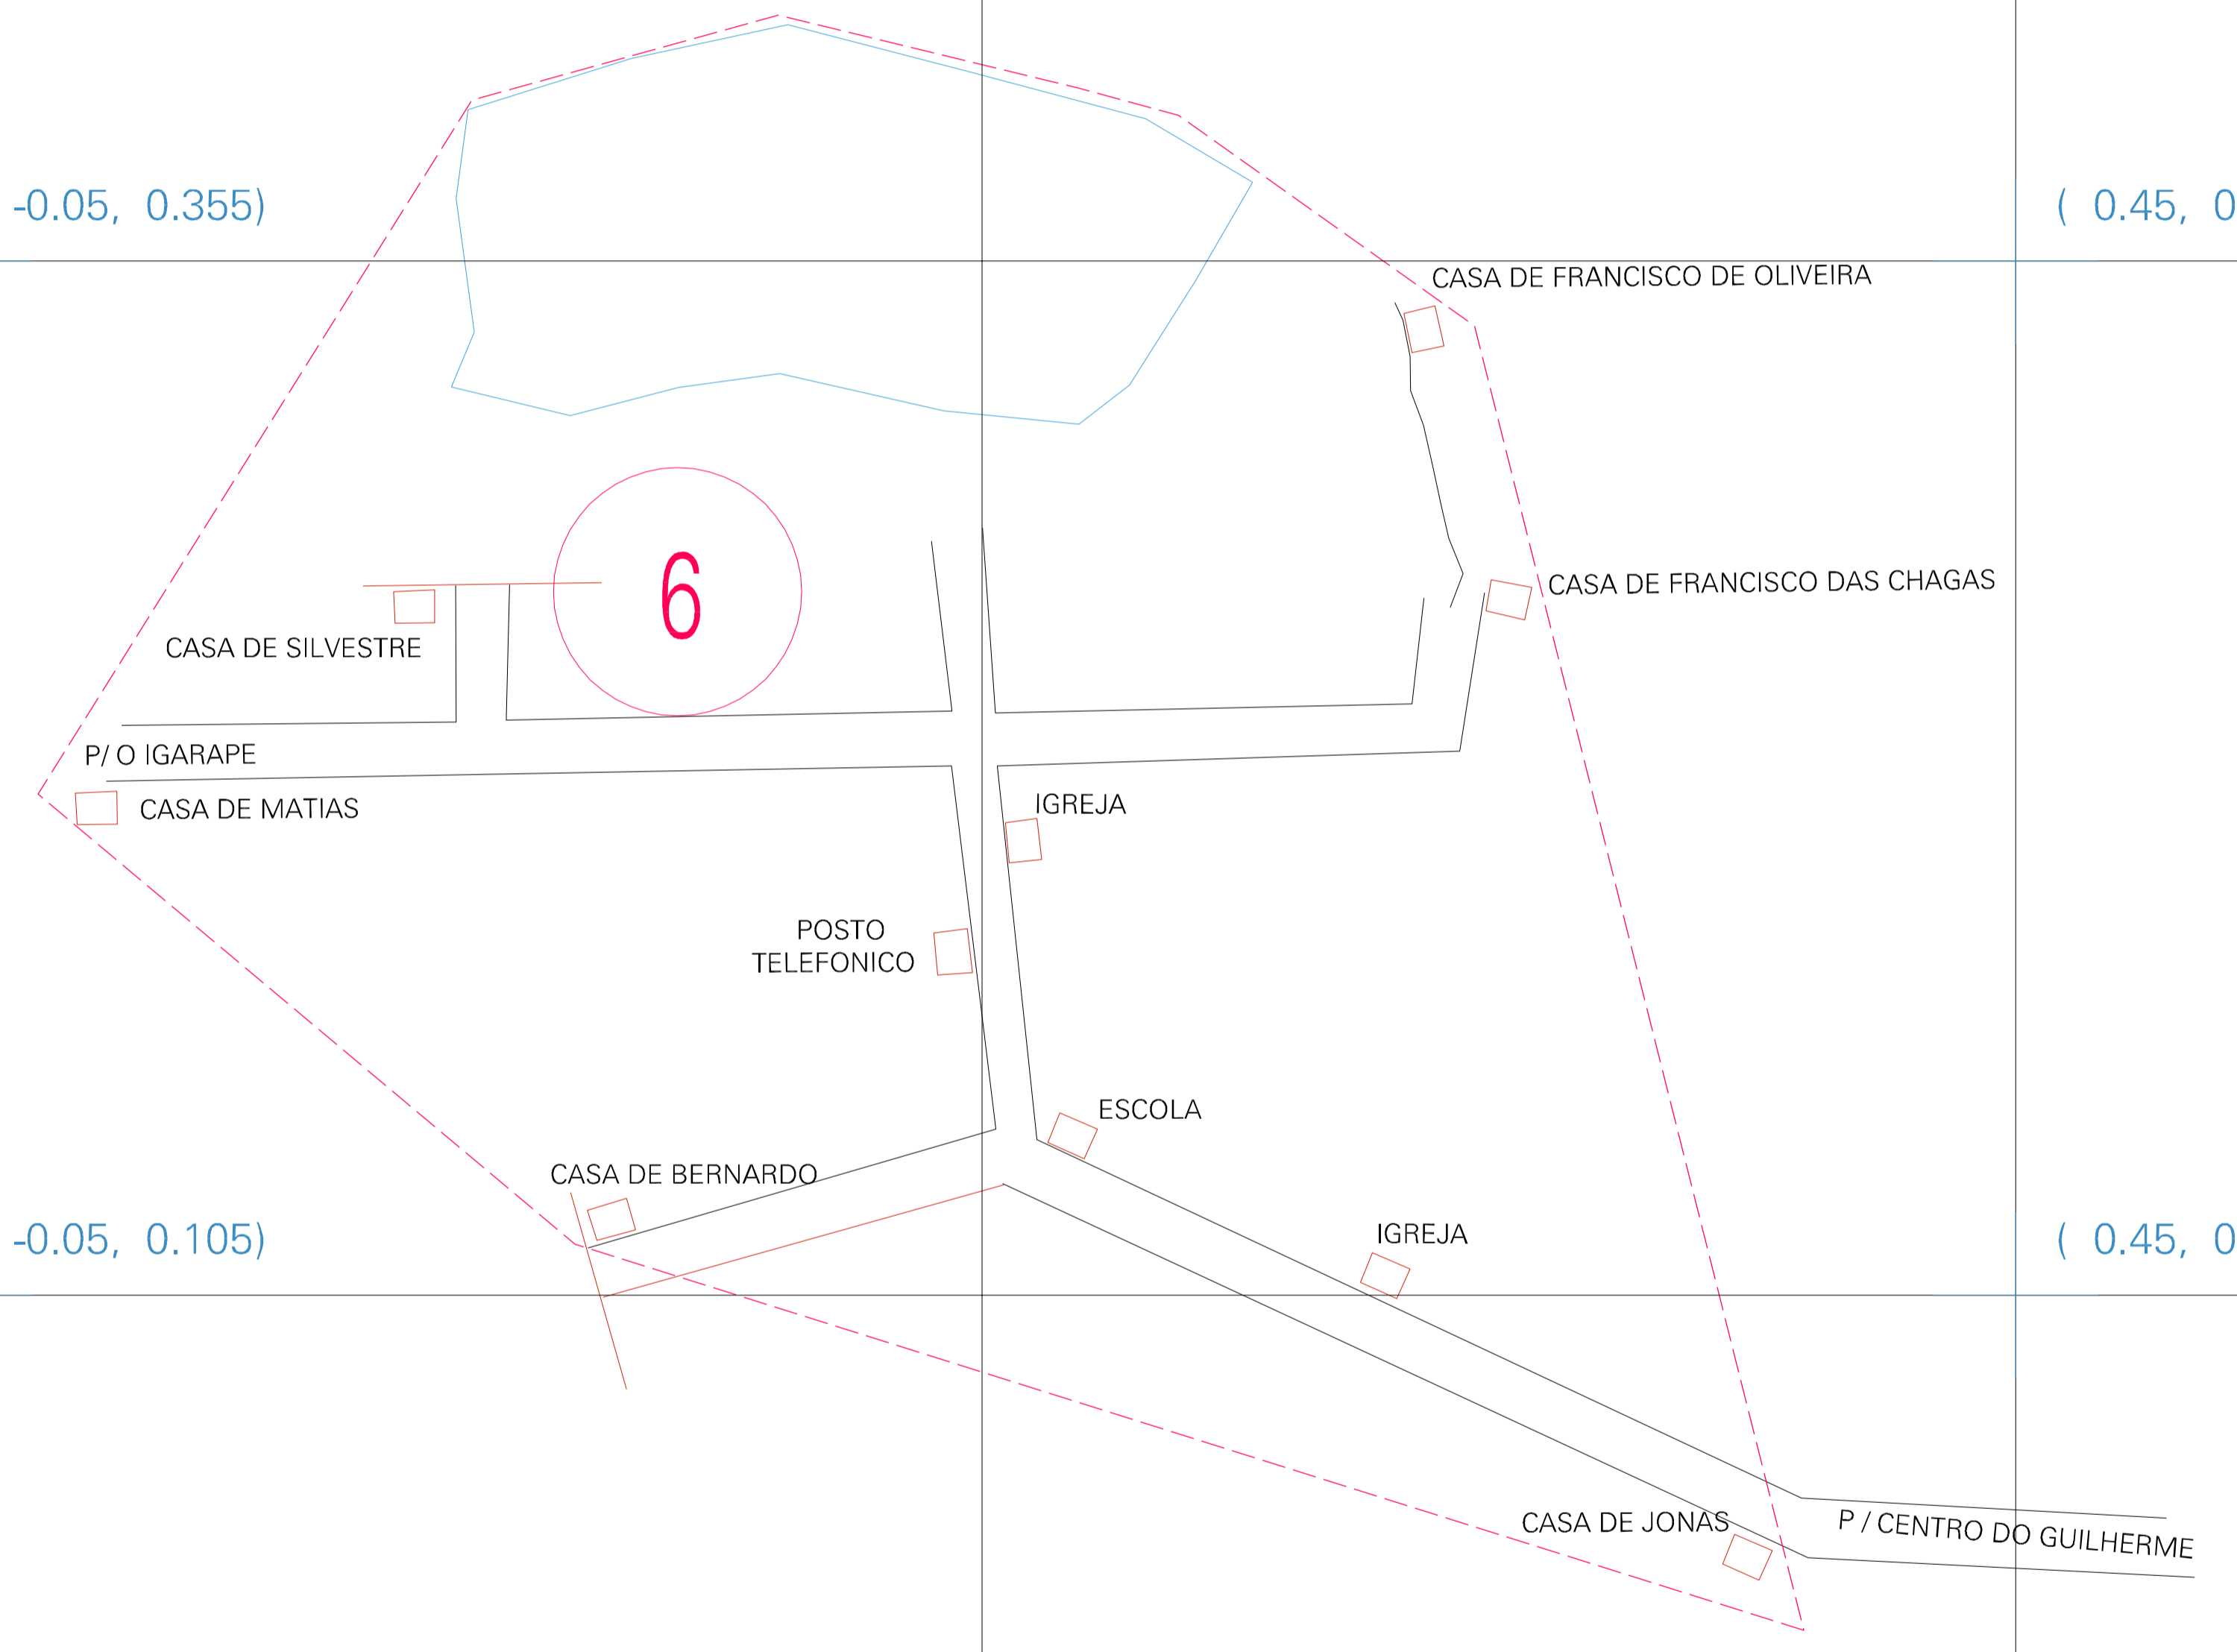 -0.05, 0.355)
( 0.45, 0
CASA DE FRANCISCO DE OLIVEIRA
6
CASA DE FRANCISCO DAS CHAGAS
CASA DE SILVESTRE
P/ O IGARAPE
CASA DE MATIAS
IGREJA
POSTO
TELEFONICO
ESCOLA
CASA DE BERNARDO
-0.05, 0.105)
IGREJA
( 0.45, 0
CASA DE JONAS
P / CENTRO DO GUILHERME